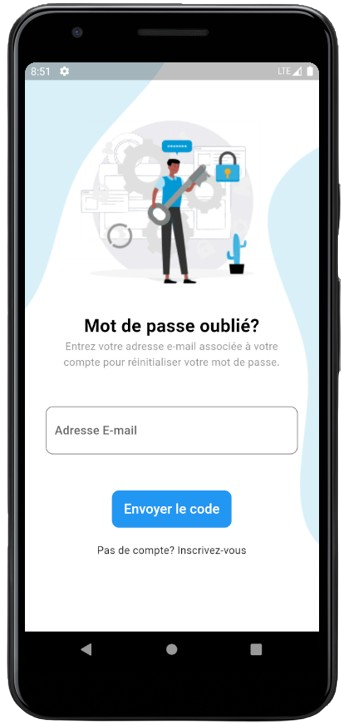 8:51
LTE
Mot de passe oublié?
Entrez votre adresse e-mail associée à votre
compte pour réinitialiser votre mot de passe.
Adresse E-mail
Envoyer le code
Pas de compte? Inscrivez-vous